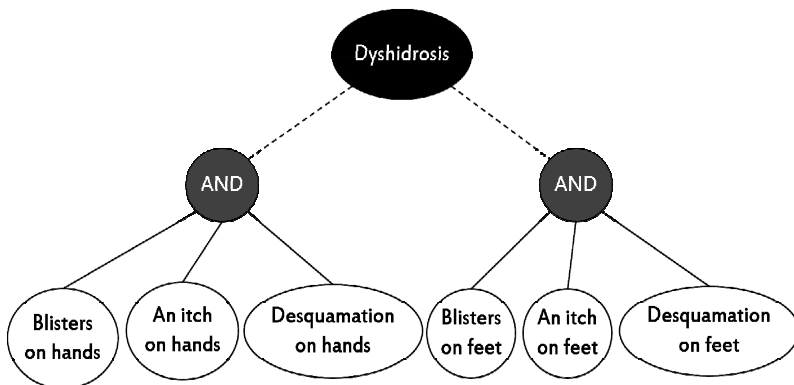 Dyshidrosis
AND
AND
Blisters
on hands
An itch
on hands
Desquamation
on hands
Blisters
on feet
An itch
on feet
Desquamation
on feet